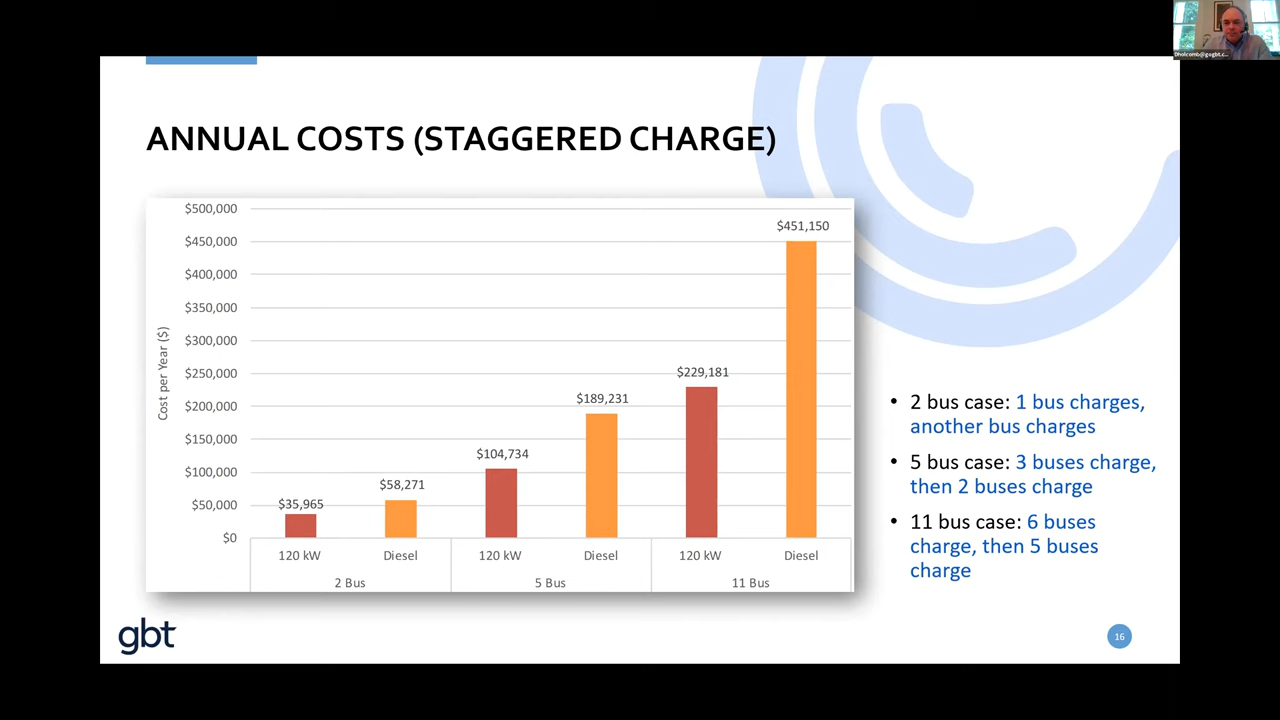 Dholcomb@gogbt.c...
ANNUAL COSTS (STAGGERED CHARGE)
$500,000
$450,000
$400,000
$350,000
$300,000
$250,000
$200,000
$150,000
$100,000
$50,000
$0
Cost per Year ($)
$35,965
$58,271
$104,734
$189,231
$229,181
$451,150
120 kW
Diesel
120 kW
Diesel
120 kW
Diesel
2 Bus
5 Bus
11 Bus
• 2 bus case: 1 bus charges,
another bus charges
• 5 bus case: 3 buses charge,
then 2 buses charge
• 11 bus case: 6 buses
charge, then 5 buses
charge
gbt
16